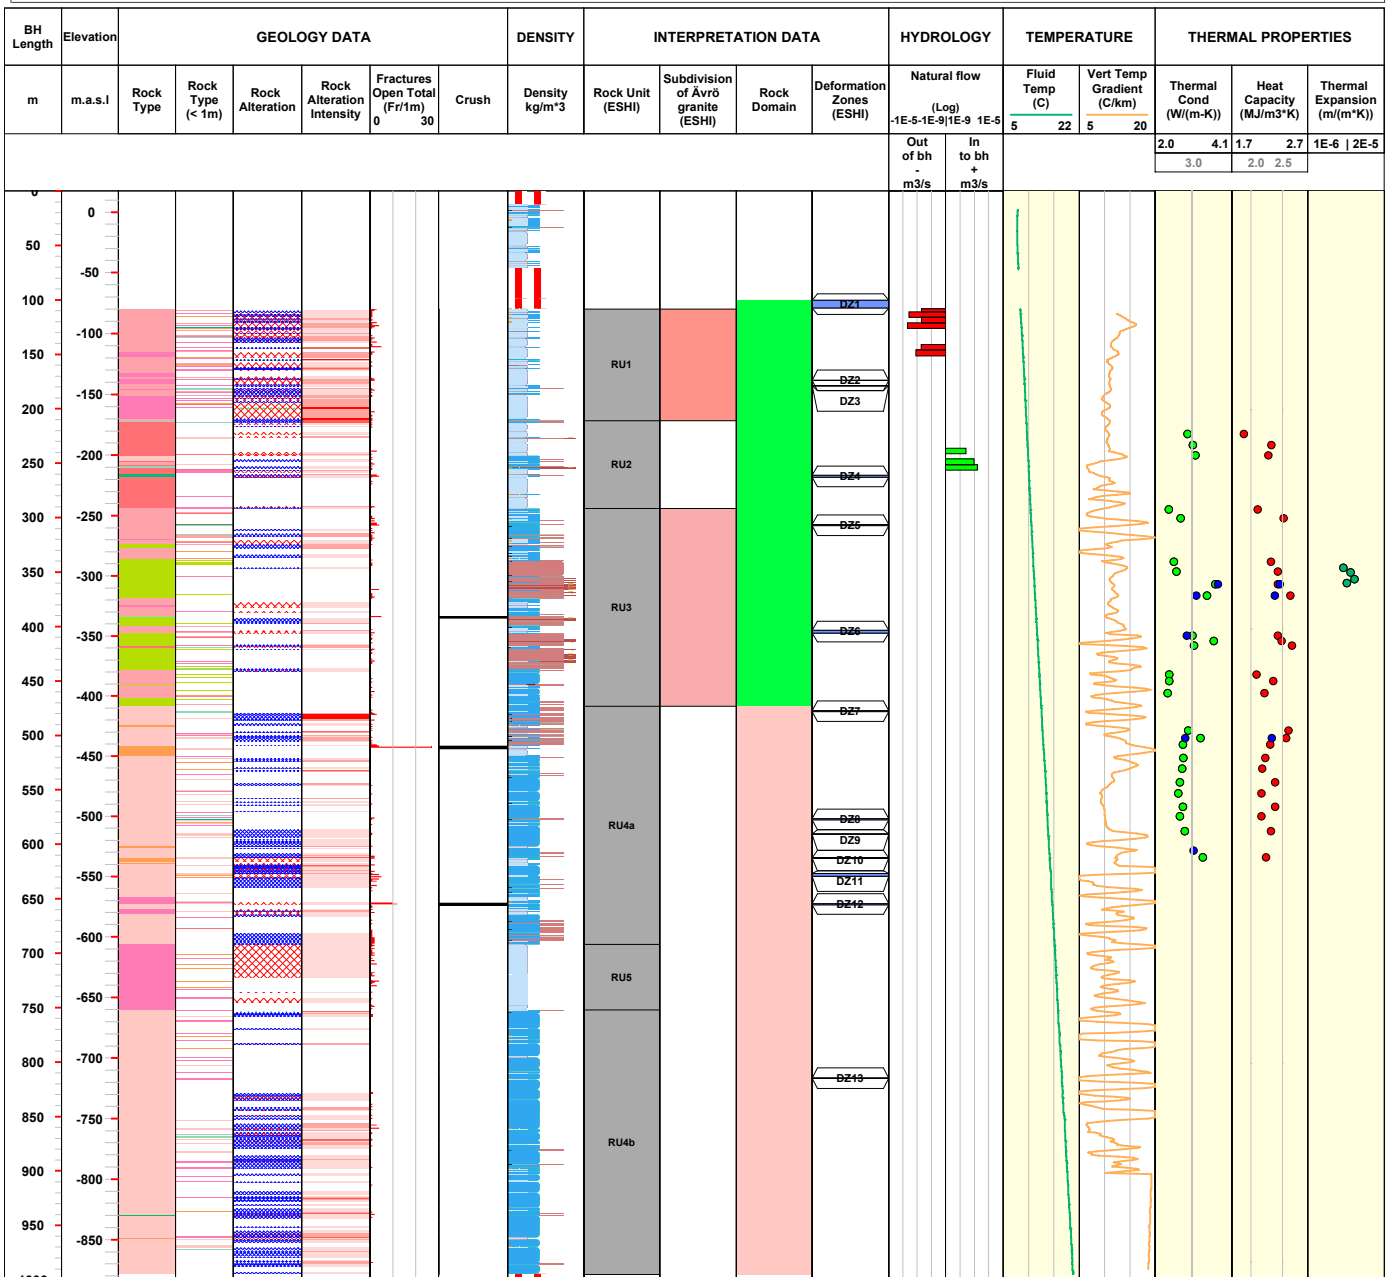 BH Length
Elevation
GEOLOGY DATA
DENSITY
INTERPRETATION DATA
HYDROLOGY
TEMPERATURE
THERMAL PROPERTIES
m
m.a.s.l
Rock Type
Rock Type (< 1m)
Rock Alteration
Rock Alteration Intensity
Fractures Open Total (Fr/1m)
0 30
Crush
Density kg/m*3
Rock Unit (ESHI)
Subdivision of Ävrö granite (ESHI)
Rock Domain
Deformation Zones (ESHI)
Natural flow
(Log)
-1E-5-1E-9|1E-9 1E-5
Out of bh - m3/s
In to bh + m3/s
Fluid Temp (C)
5 22
Vert Temp Gradient (C/km)
5 20
Thermal Cond (W/(m-K))
2.0 4.1
3.0
Heat Capacity (MJ/m3*K)
1.7 2.7
2.0 2.5
Thermal Expansion (m/(m*K))
1E-6 | 2E-5
0
50
-50
100
DZ1
-100
150
RU1
-150
DZ2
200
DZ3
-200
250
RU2
DZ4
-250
300
DZ5
-300
350
RU3
-350
400
DZ6
-400
450
DZ7
500
-450
550
-500
RU4a
DZ8
600
DZ9
DZ10
-550
DZ11
650
DZ12
-600
700
RU5
-650
750
-700
800
DZ13
-750
850
RU4b
-800
900
-850
950